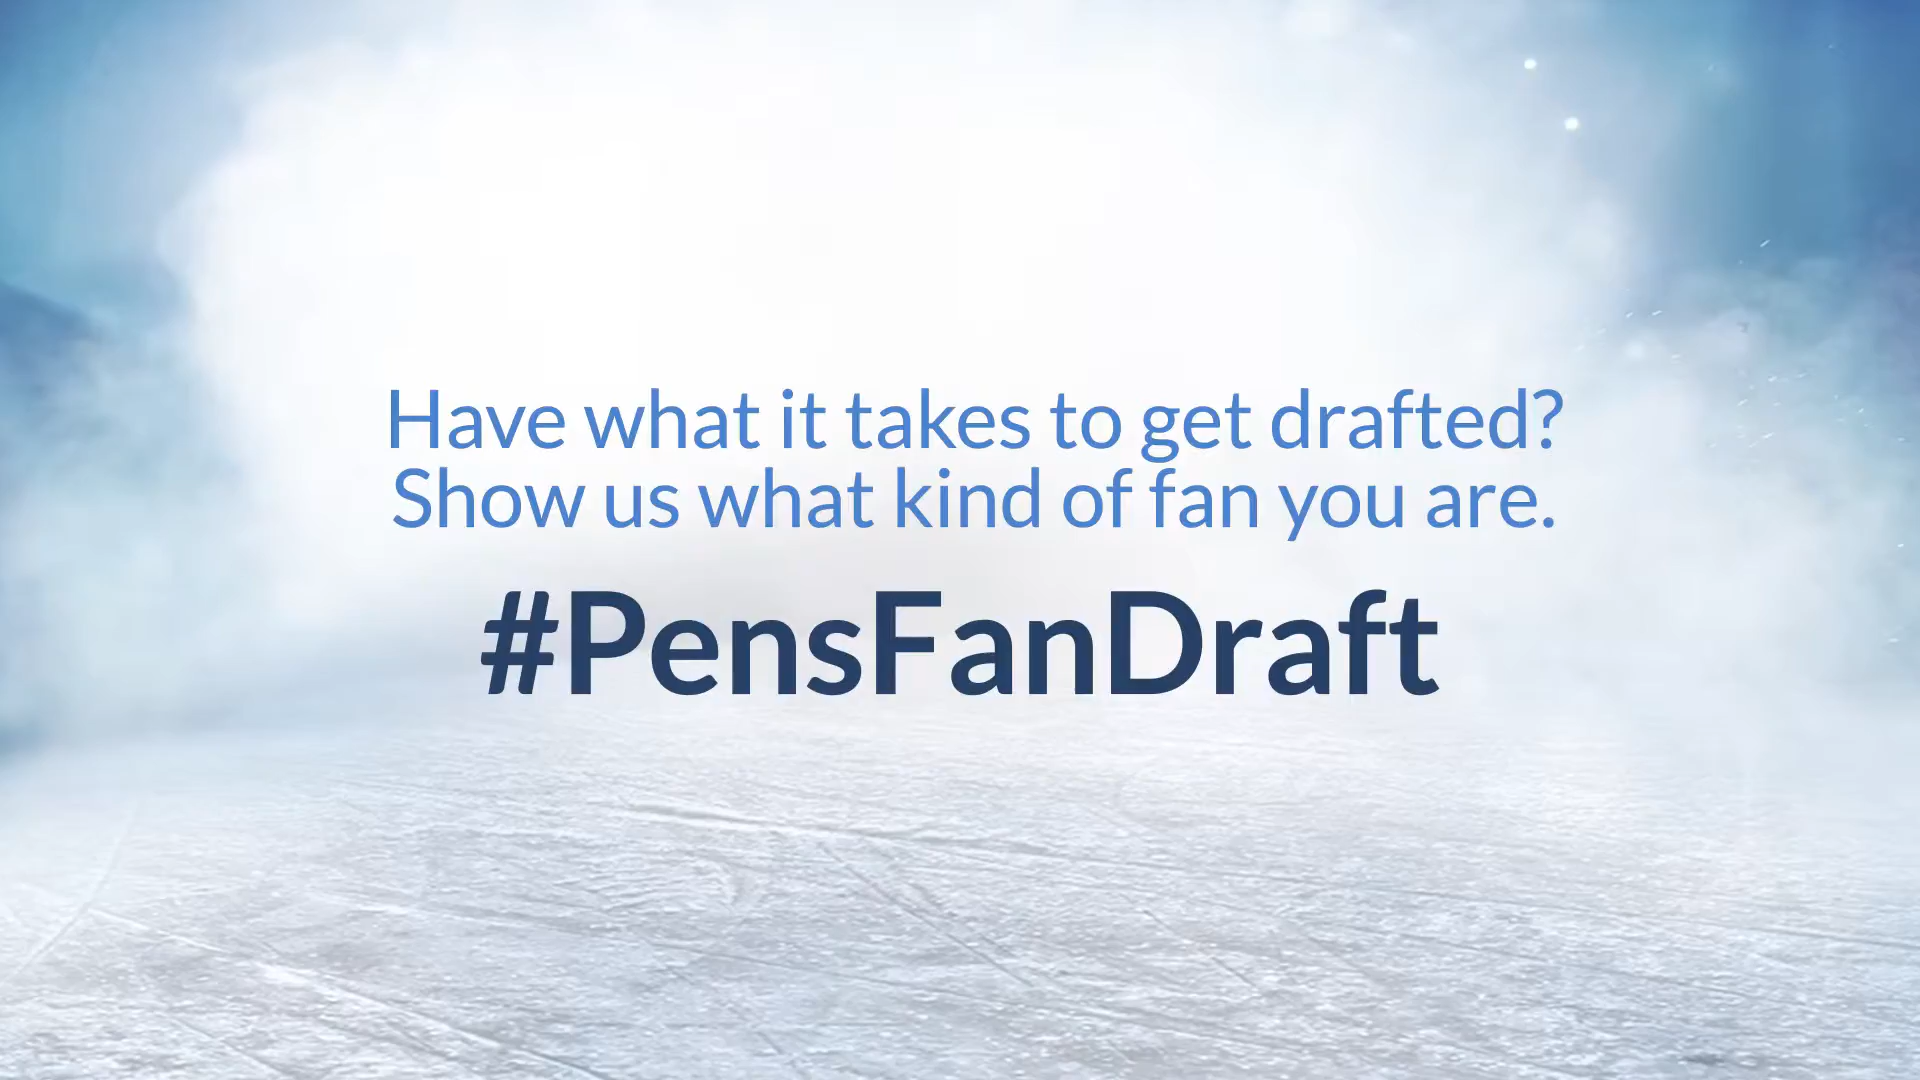 Have what it takes to get drafted?
Show us what kind of fan you are.
#PensFanDraft